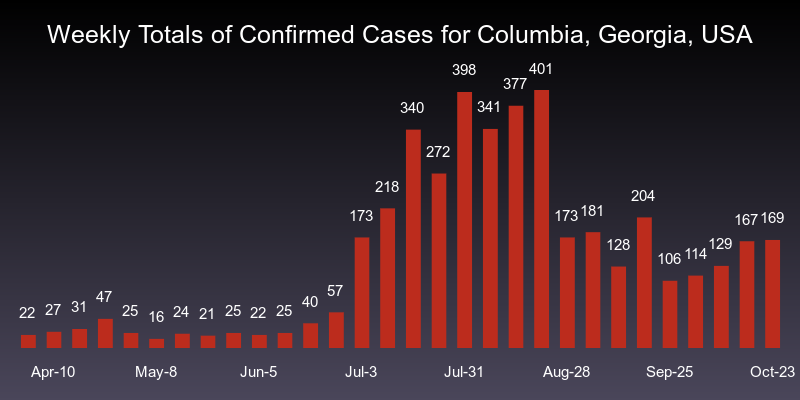 Weekly Totals of Confirmed Cases for Columbia, Georgia, USA
22 27 31 47 25 16 24 21 25 22 25 40 57 173 218 340 272 398 341 377 401 173 181 128 204 106 114 129 167 169
Apr-10 May-8 Jun-5 Jul-3 Jul-31 Aug-28 Sep-25 Oct-23